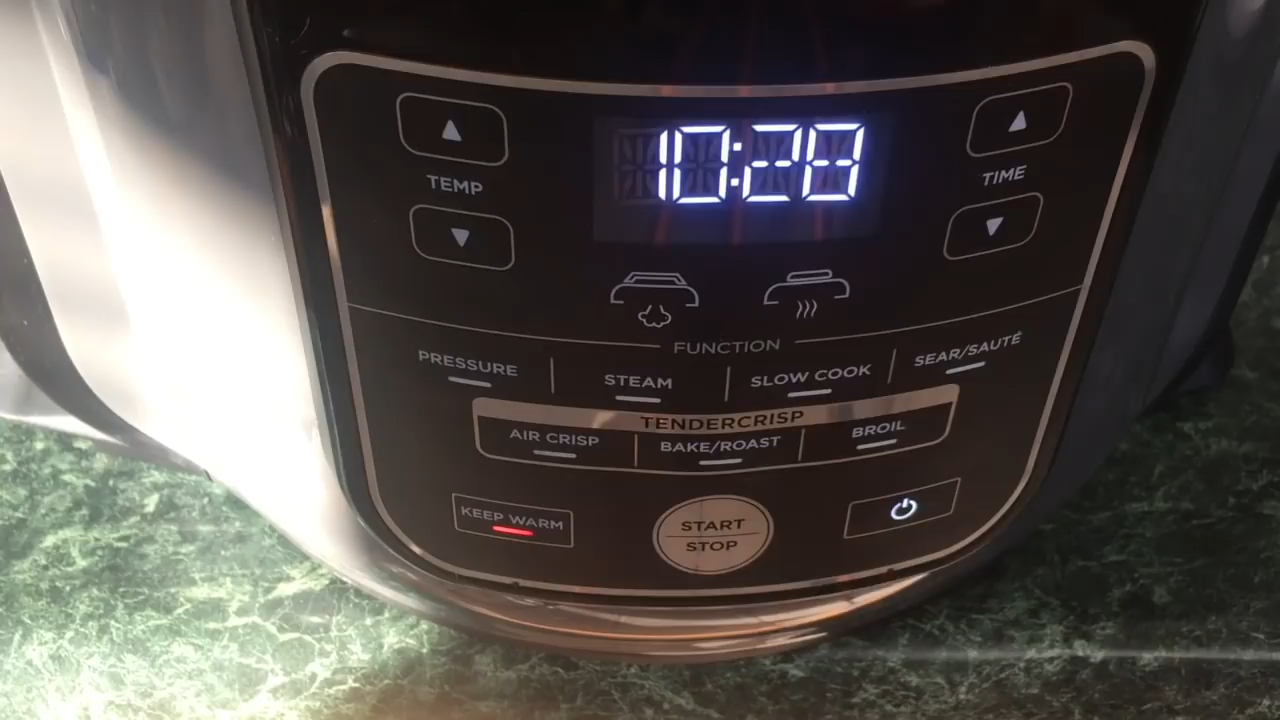 10:28
TEMP
TIME
FUNCTION
PRESSURE
STEAM
SLOW COOK
SEAR/SAUTÉ
TENDERCRISP
AIR CRISP
BAKE/ROAST
BROIL
KEEP WARM
START
STOP